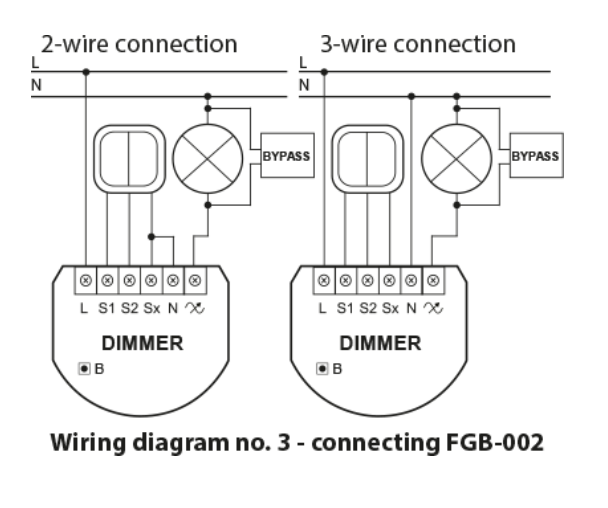 2-wire connection
3-wire connection
L
L
N
N
BYPASS
BYPASS
L S1 S2 Sx N
L S1 S2 Sx N
DIMMER
DIMMER
B
B
Wiring diagram no. 3 - connecting FGB-002